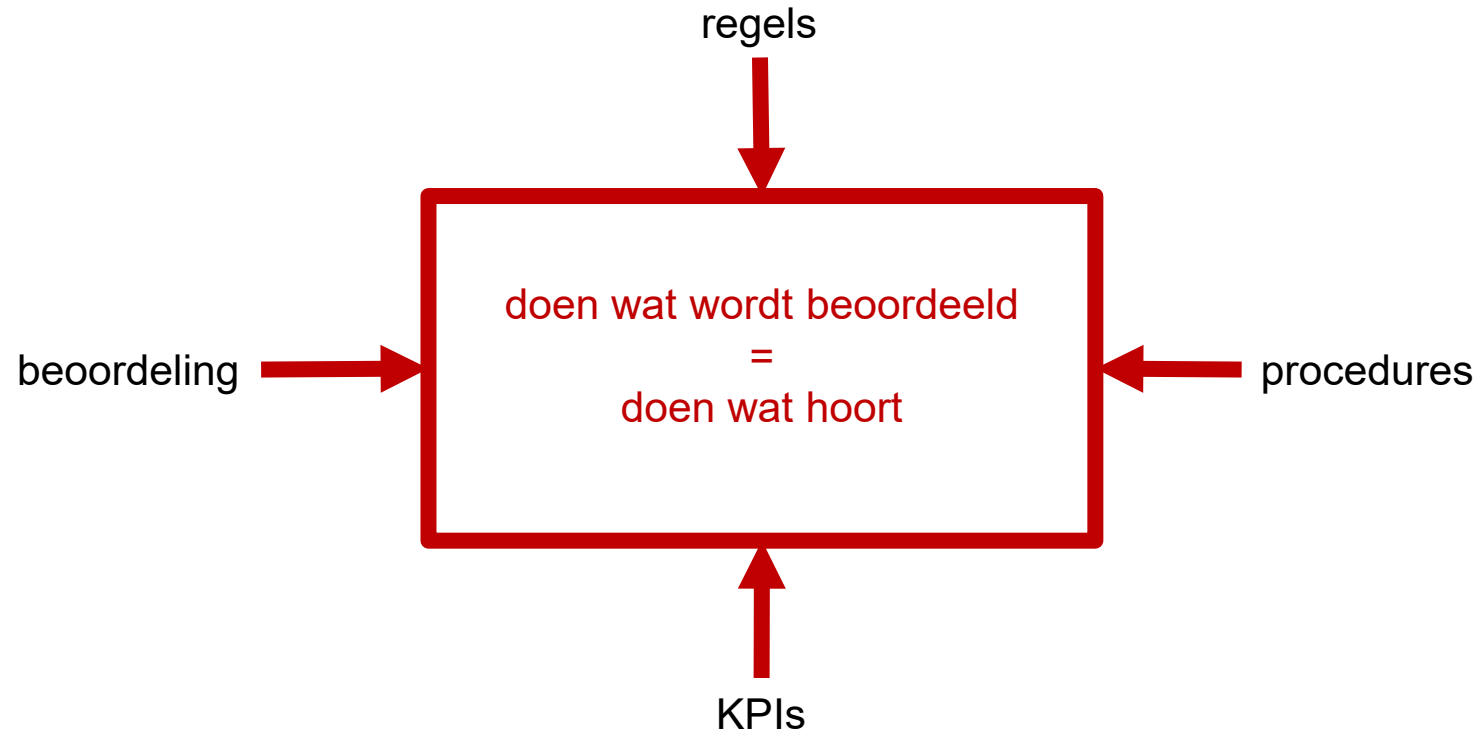 regels
doen wat wordt beoordeeld
=
doen wat hoort
beoordeling
procedures
KPIs